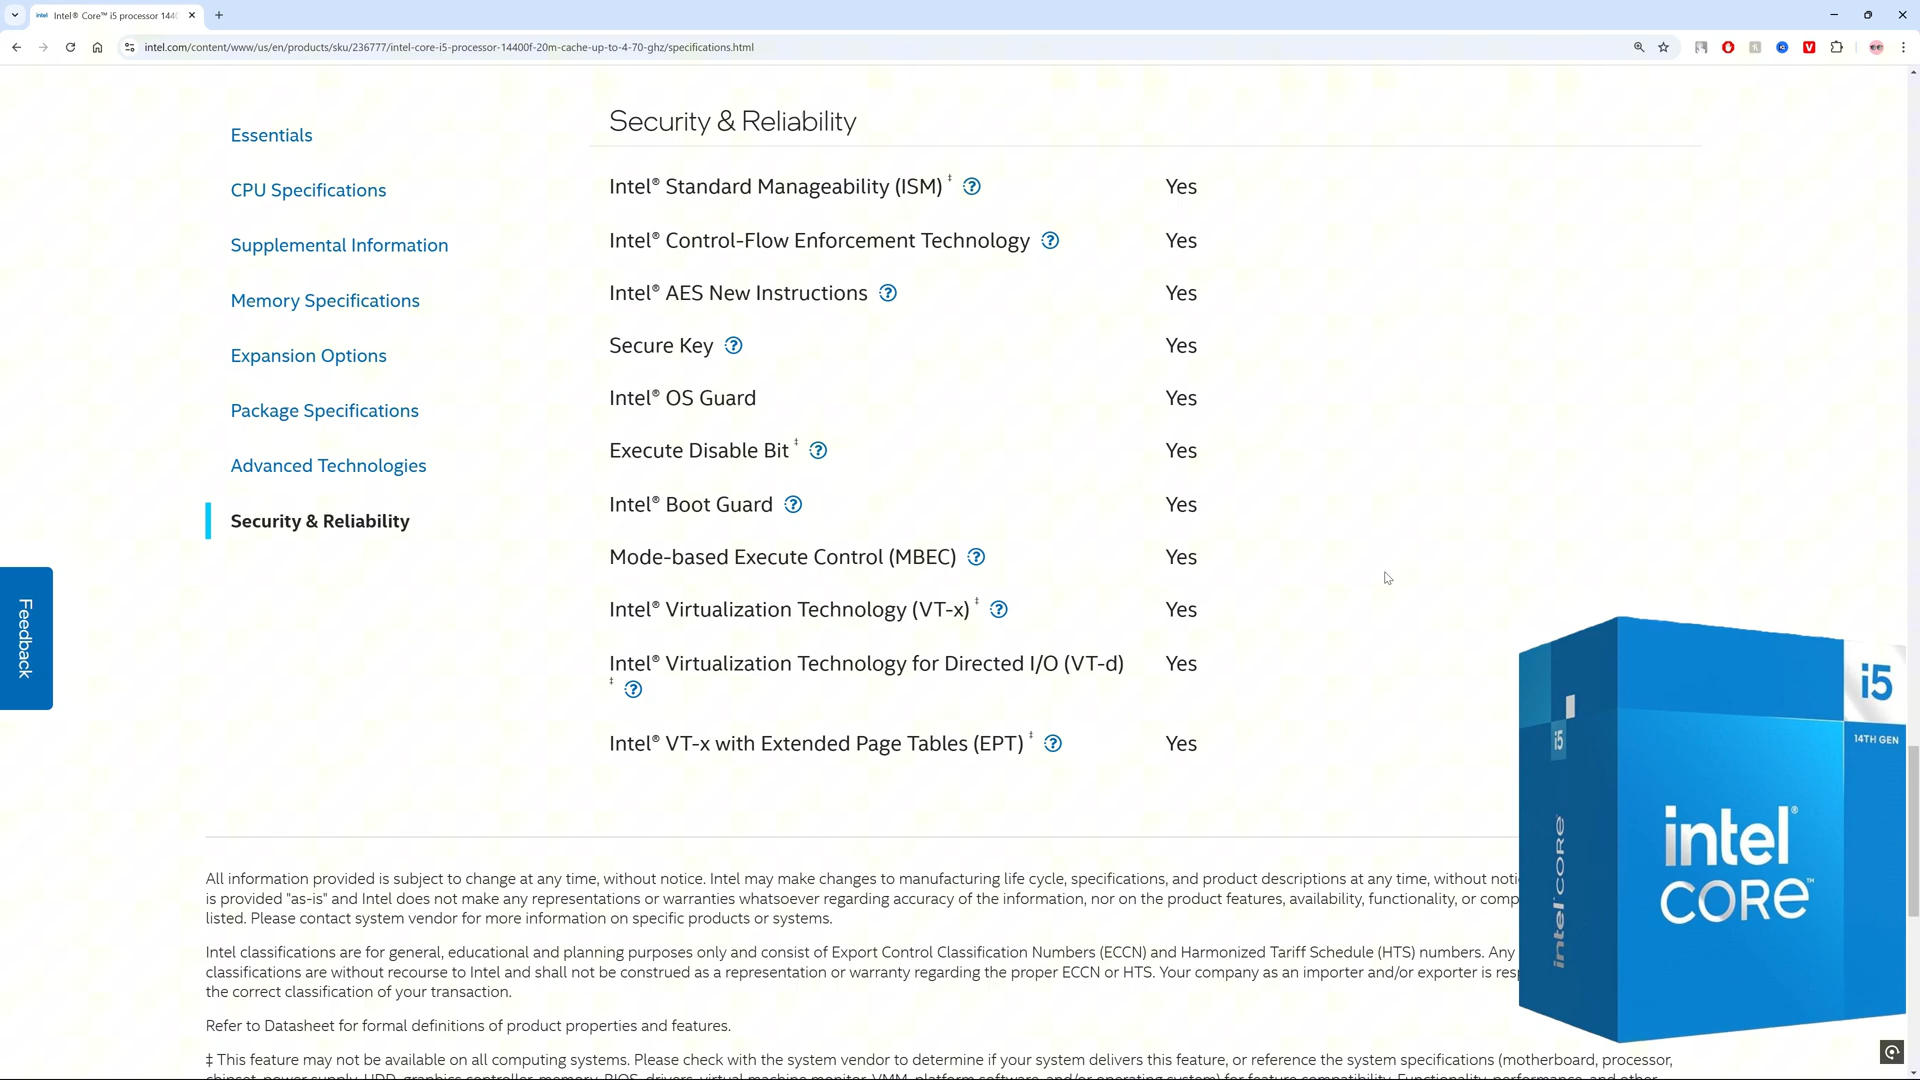 Intel® Core™ i5 processor 144
intel.com/content/www/us/en/products/sku/236777/intel-core-i5-processor-14400f-20m-cache-up-to-4-70-ghz/specifications.html
Essentials
CPU Specifications
Supplemental Information
Memory Specifications
Expansion Options
Package Specifications
Advanced Technologies
Security & Reliability
Feedback
Security & Reliability
Intel® Standard Manageability (ISM) ‡ Yes
Intel® Control-Flow Enforcement Technology Yes
Intel® AES New Instructions Yes
Secure Key Yes
Intel® OS Guard Yes
Execute Disable Bit ‡ Yes
Intel® Boot Guard Yes
Mode-based Execute Control (MBEC) Yes
Intel® Virtualization Technology (VT-x) ‡ Yes
Intel® Virtualization Technology for Directed I/O (VT-d) Yes
‡
Intel® VT-x with Extended Page Tables (EPT) ‡ Yes
i5
i5
14TH GEN
intel®
CORE™
intel CORE
All information provided is subject to change at any time, without notice. Intel may make changes to manufacturing life cycle, specifications, and product descriptions at any time, without
is provided "as-is" and Intel does not make any representations or warranties whatsoever regarding accuracy of the information, nor on the product features, availability, functionality, or
listed. Please contact system vendor for more information on specific products or systems.
Intel classifications are for general, educational and planning purposes only and consist of Export Control Classification Numbers (ECCN) and Harmonized Tariff Schedule (HTS) numbers. Any
classifications are without recourse to Intel and shall not be construed as a representation or warranty regarding the proper ECCN or HTS. Your company as an importer and/or exporter is
the correct classification of your transaction.
Refer to Datasheet for formal definitions of product properties and features.
‡ This feature may not be available on all computing systems. Please check with the system vendor to determine if your system delivers this feature, or reference the system specifications (motherboard, processor,